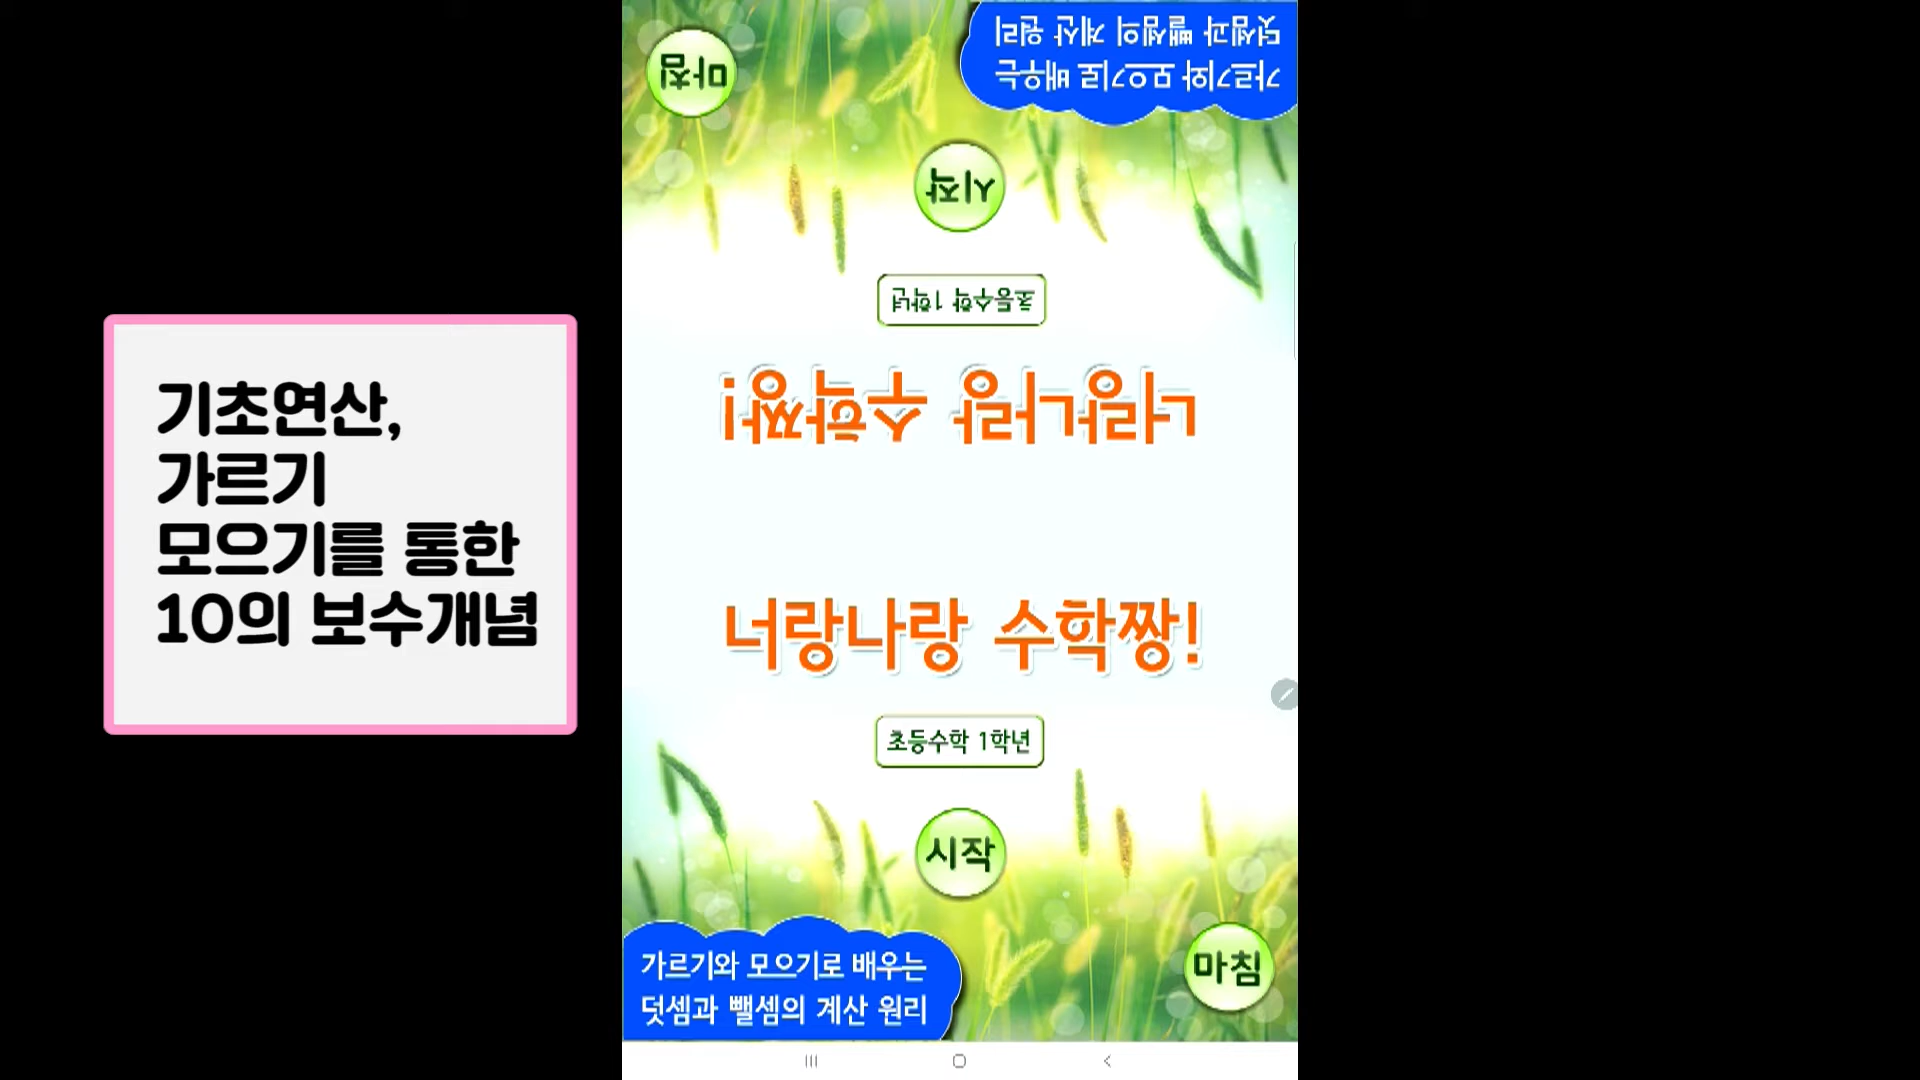 기초연산,
가르기
모으기를 통한
10의 보수개념
가르기와 모으기로 배우는
덧셈과 뺄셈의 계산 원리
마침
시작
초등수학 1학년
너랑나랑 수학짱!
너랑나랑 수학짱!
초등수학 1학년
시작
가르기와 모으기로 배우는
덧셈과 뺄셈의 계산 원리
마침